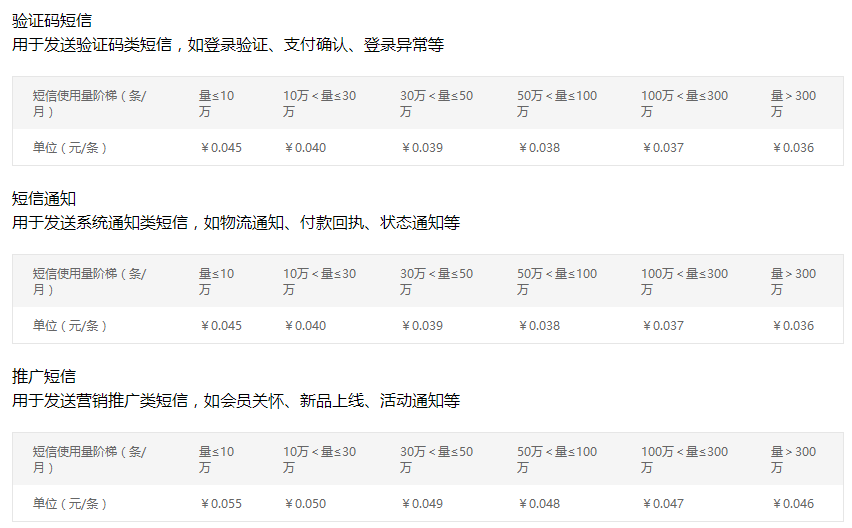 验证码短信
用于发送验证码类短信，如登录验证、支付确认、登录异常等
短信使用量阶梯（条/月） 量≤10万 10万＜量≤30万 30万＜量≤50万 50万＜量≤100万 100万＜量≤300万 量＞300万
单位（元/条） ￥0.045 ￥0.040 ￥0.039 ￥0.038 ￥0.037 ￥0.036
短信通知
用于发送系统通知类短信，如物流通知、付款回执、状态通知等
短信使用量阶梯（条/月） 量≤10万 10万＜量≤30万 30万＜量≤50万 50万＜量≤100万 100万＜量≤300万 量＞300万
单位（元/条） ￥0.045 ￥0.040 ￥0.039 ￥0.038 ￥0.037 ￥0.036
推广短信
用于发送营销推广类短信，如会员关怀、新品上线、活动通知等
短信使用量阶梯（条/月） 量≤10万 10万＜量≤30万 30万＜量≤50万 50万＜量≤100万 100万＜量≤300万 量＞300万
单位（元/条） ￥0.055 ￥0.050 ￥0.049 ￥0.048 ￥0.047 ￥0.046